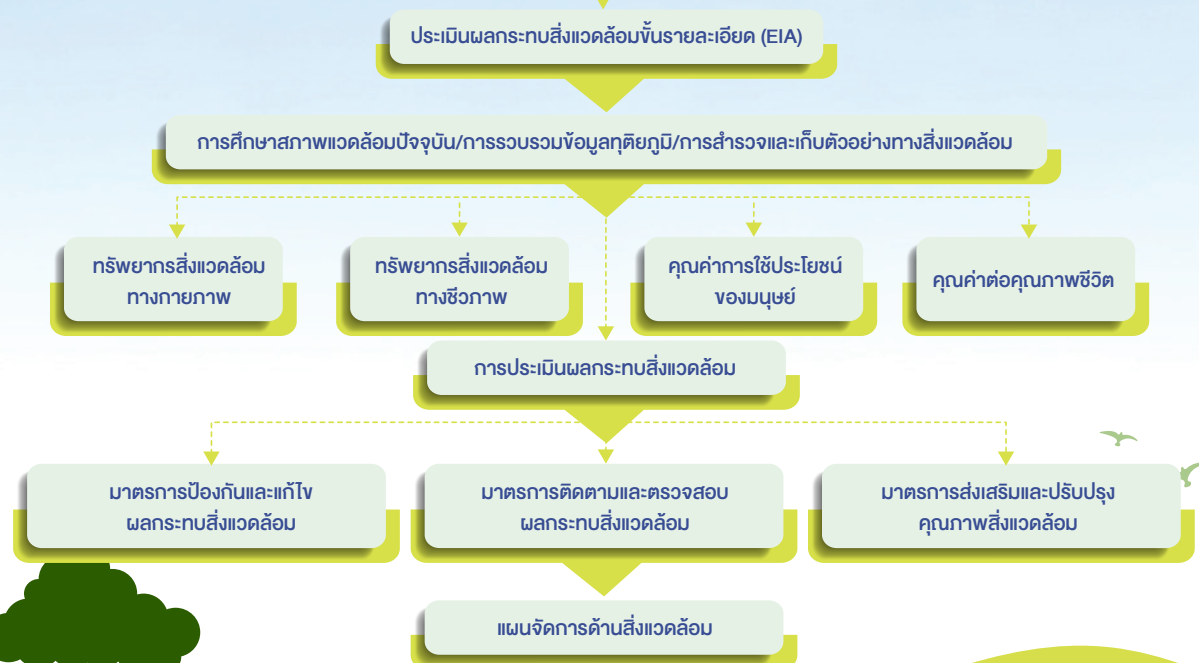 ประเมินผลกระทบสิ่งแวดล้อมขั้นรายละเอียด (EIA)
การศึกษาสภาพแวดล้อมปัจจุบัน/การรวบรวมข้อมูลทุติยภูมิ/การสำรวจและเก็บตัวอย่างทางสิ่งแวดล้อม
ทรัพยากรสิ่งแวดล้อม
ทางกายภาพ
ทรัพยากรสิ่งแวดล้อม
ทางชีวภาพ
คุณค่าการใช้ประโยชน์
ของมนุษย์
คุณค่าต่อคุณภาพชีวิต
การประเมินผลกระทบสิ่งแวดล้อม
มาตรการป้องกันและแก้ไข
ผลกระทบสิ่งแวดล้อม
มาตรการติดตามและตรวจสอบ
ผลกระทบสิ่งแวดล้อม
มาตรการส่งเสริมและปรับปรุง
คุณภาพสิ่งแวดล้อม
แผนจัดการด้านสิ่งแวดล้อม